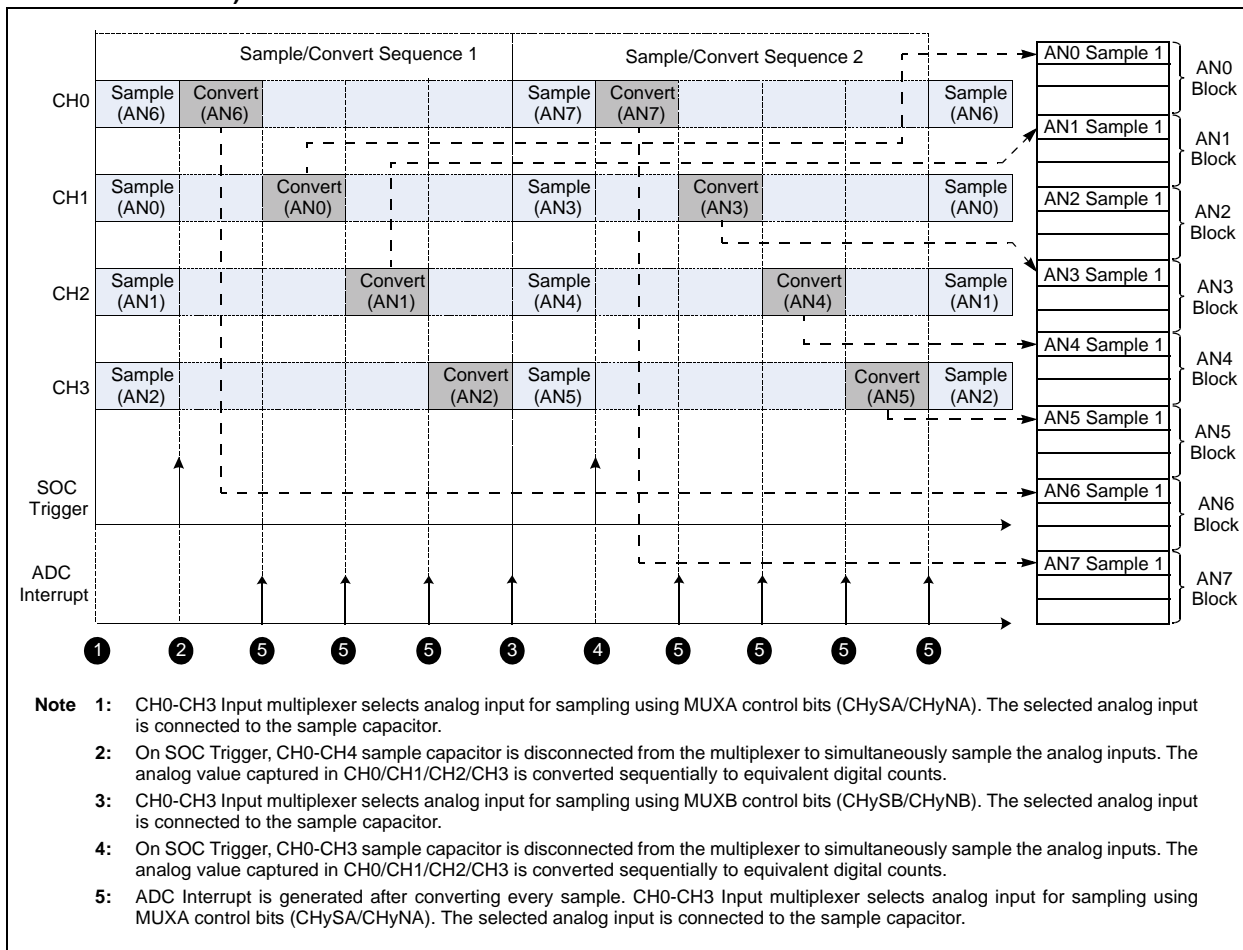 Sample/Convert Sequence 1
Sample/Convert Sequence 2
CH0
Sample
(AN6)
Convert
(AN6)
Sample
(AN7)
Convert
(AN7)
Sample
(AN6)
CH1
Sample
(AN0)
Convert
(AN0)
Sample
(AN3)
Convert
(AN3)
Sample
(AN0)
CH2
Sample
(AN1)
Convert
(AN1)
Sample
(AN4)
Convert
(AN4)
Sample
(AN1)
CH3
Sample
(AN2)
Convert
(AN2)
Sample
(AN5)
Convert
(AN5)
Sample
(AN2)
SOC
Trigger
ADC
Interrupt
1 2 5 5 5 3 4 5 5 5 5
AN0 Sample 1
AN0
Block
AN1 Sample 1
AN1
Block
AN2 Sample 1
AN2
Block
AN3 Sample 1
AN3
Block
AN4 Sample 1
AN4
Block
AN5 Sample 1
AN5
Block
AN6 Sample 1
AN6
Block
AN7 Sample 1
AN7
Block
Note 1: CH0-CH3 Input multiplexer selects analog input for sampling using MUXA control bits (CHySA/CHyNA). The selected analog input
is connected to the sample capacitor.
2: On SOC Trigger, CH0-CH4 sample capacitor is disconnected from the multiplexer to simultaneously sample the analog inputs. The
analog value captured in CH0/CH1/CH2/CH3 is converted sequentially to equivalent digital counts.
3: CH0-CH3 Input multiplexer selects analog input for sampling using MUXB control bits (CHySB/CHyNB). The selected analog input
is connected to the sample capacitor.
4: On SOC Trigger, CH0-CH3 sample capacitor is disconnected from the multiplexer to simultaneously sample the analog inputs. The
analog value captured in CH0/CH1/CH2/CH3 is converted sequentially to equivalent digital counts.
5: ADC Interrupt is generated after converting every sample. CH0-CH3 Input multiplexer selects analog input for sampling using
MUXA control bits (CHySA/CHyNA). The selected analog input is connected to the sample capacitor.